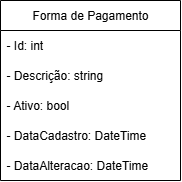 Forma de Pagamento
- Id: int
- Descrição: string
- Ativo: bool
- DataCadastro: DateTime
- DataAlteracao: DateTime